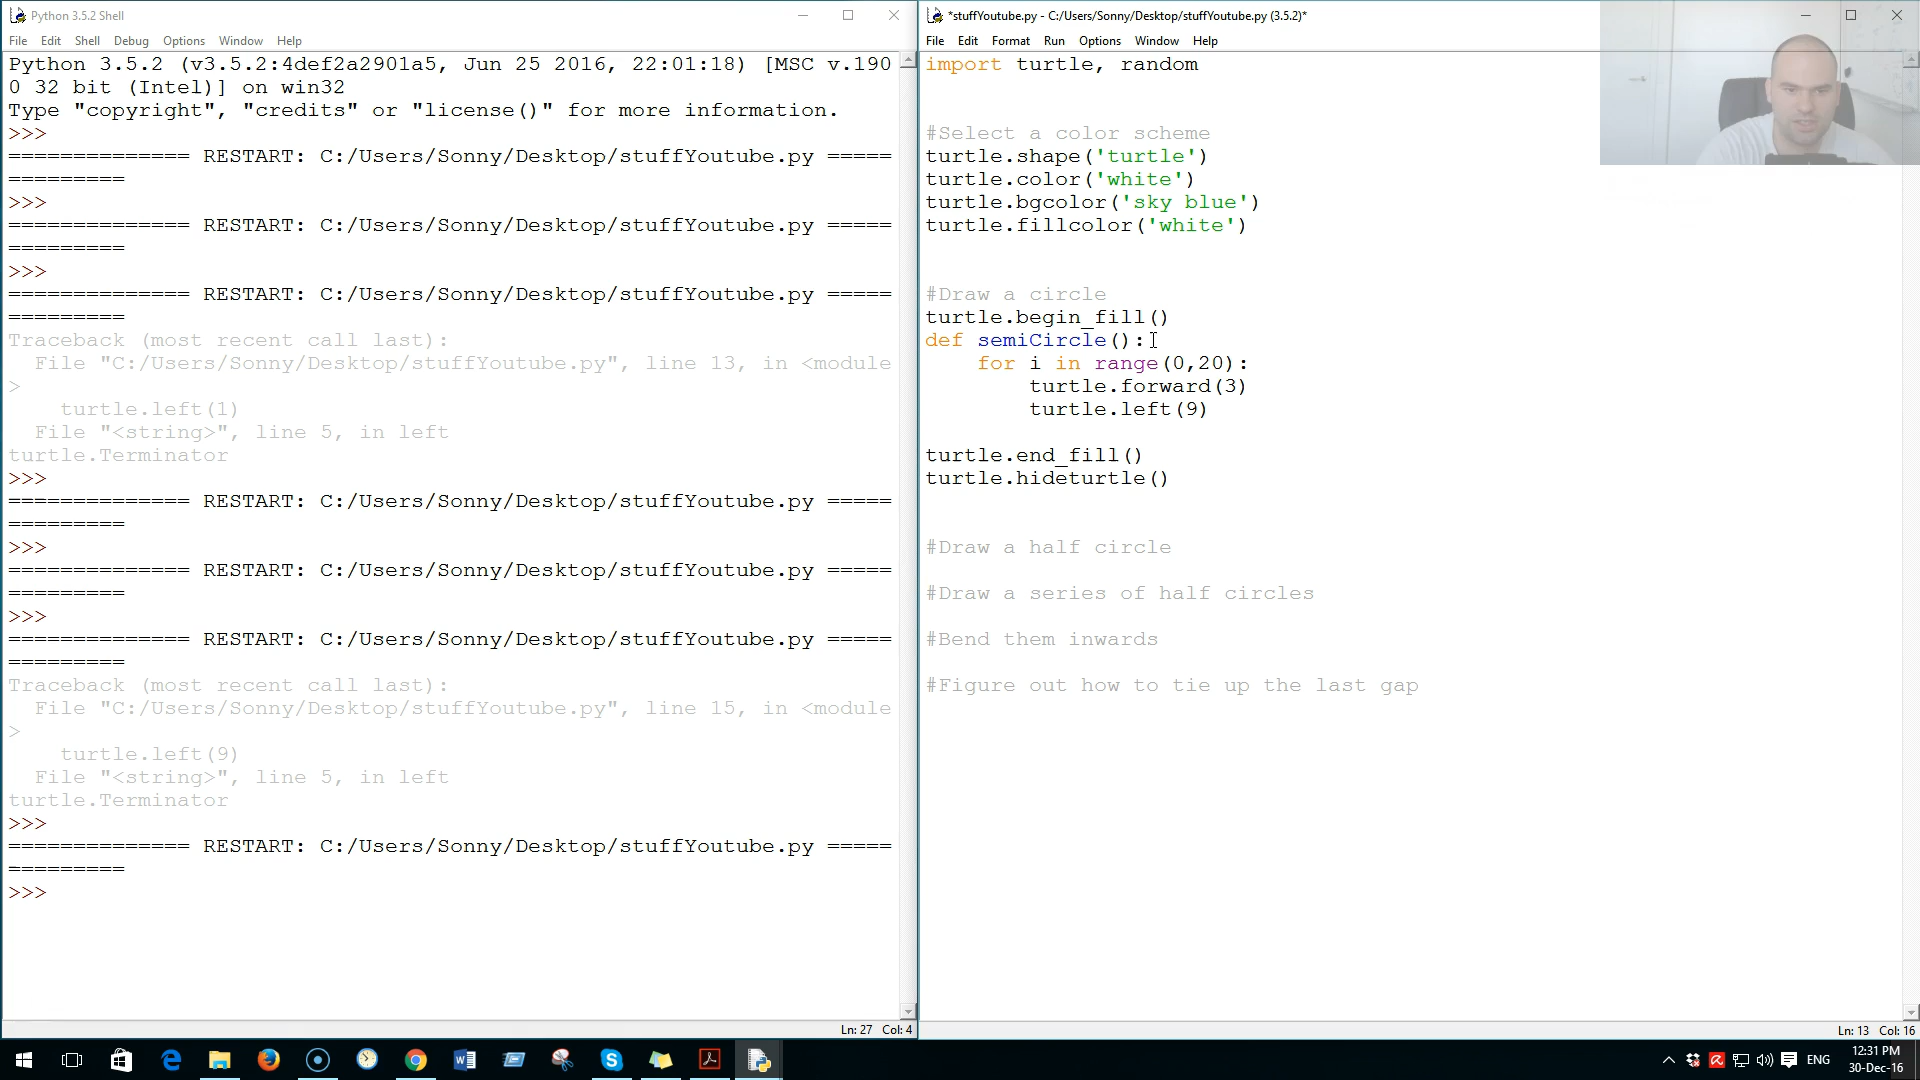 Python 3.5.2 Shell
File Edit Shell Debug Options Window Help
Python 3.5.2 (v3.5.2:4def2a2901a5, Jun 25 2016, 22:01:18) [MSC v.190
0 32 bit (Intel)] on win32
Type "copyright", "credits" or "license()" for more information.
>>>
============== RESTART: C:/Users/Sonny/Desktop/stuffYoutube.py =====
=========
>>>
============== RESTART: C:/Users/Sonny/Desktop/stuffYoutube.py =====
=========
>>>
============== RESTART: C:/Users/Sonny/Desktop/stuffYoutube.py =====
=========
Traceback (most recent call last):
  File "C:/Users/Sonny/Desktop/stuffYoutube.py", line 13, in <module
>
    turtle.left(1)
  File "<string>", line 5, in left
turtle.Terminator
>>>
============== RESTART: C:/Users/Sonny/Desktop/stuffYoutube.py =====
=========
>>>
============== RESTART: C:/Users/Sonny/Desktop/stuffYoutube.py =====
=========
>>>
============== RESTART: C:/Users/Sonny/Desktop/stuffYoutube.py =====
=========
Traceback (most recent call last):
  File "C:/Users/Sonny/Desktop/stuffYoutube.py", line 15, in <module
>
    turtle.left(9)
  File "<string>", line 5, in left
turtle.Terminator
>>>
============== RESTART: C:/Users/Sonny/Desktop/stuffYoutube.py =====
=========
>>>
Ln: 27 Col: 4
*stuffYoutube.py - C:/Users/Sonny/Desktop/stuffYoutube.py (3.5.2)*
File Edit Format Run Options Window Help
import turtle, random
#Select a color scheme
turtle.shape('turtle')
turtle.color('white')
turtle.bgcolor('sky blue')
turtle.fillcolor('white')
#Draw a circle
turtle.begin_fill()
def semiCircle():
    for i in range(0,20):
        turtle.forward(3)
        turtle.left(9)
turtle.end_fill()
turtle.hideturtle()
#Draw a half circle
#Draw a series of half circles
#Bend them inwards
#Figure out how to tie up the last gap
Ln: 13 Col: 16
ENG
12:31 PM
30-Dec-16